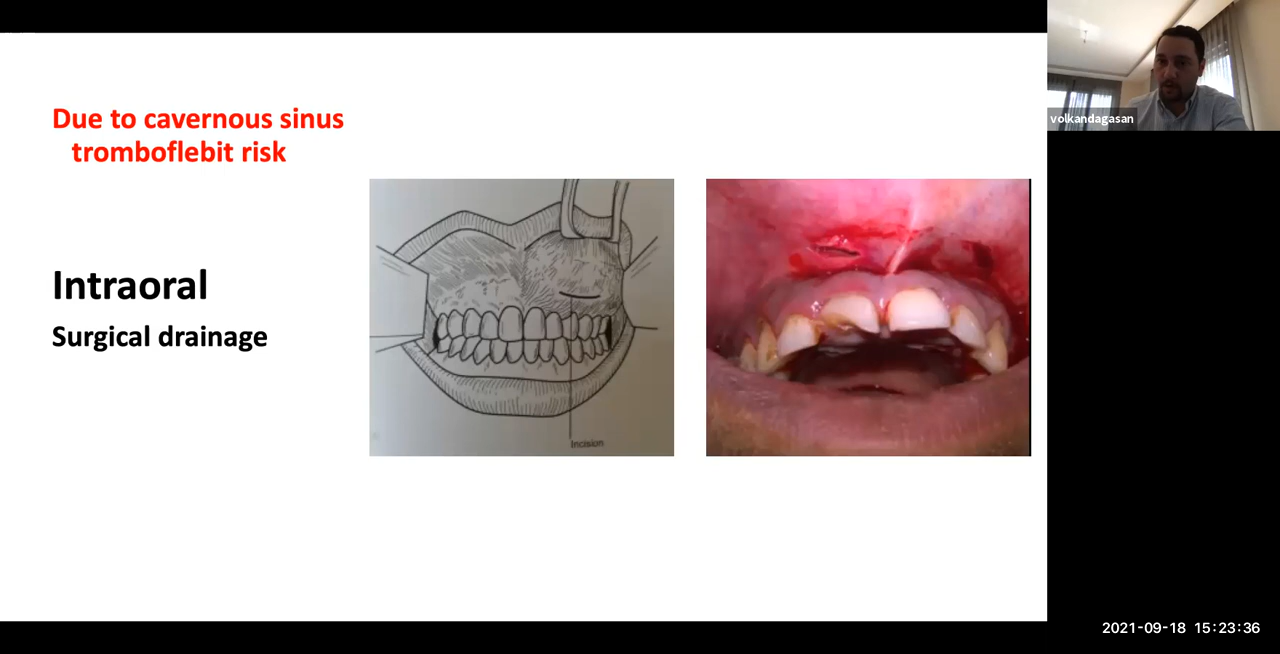 Due to cavernous sinus
tromboflebit risk
Intraoral
Surgical drainage
Incision
volkandagasan
2021-09-18 15:23:36